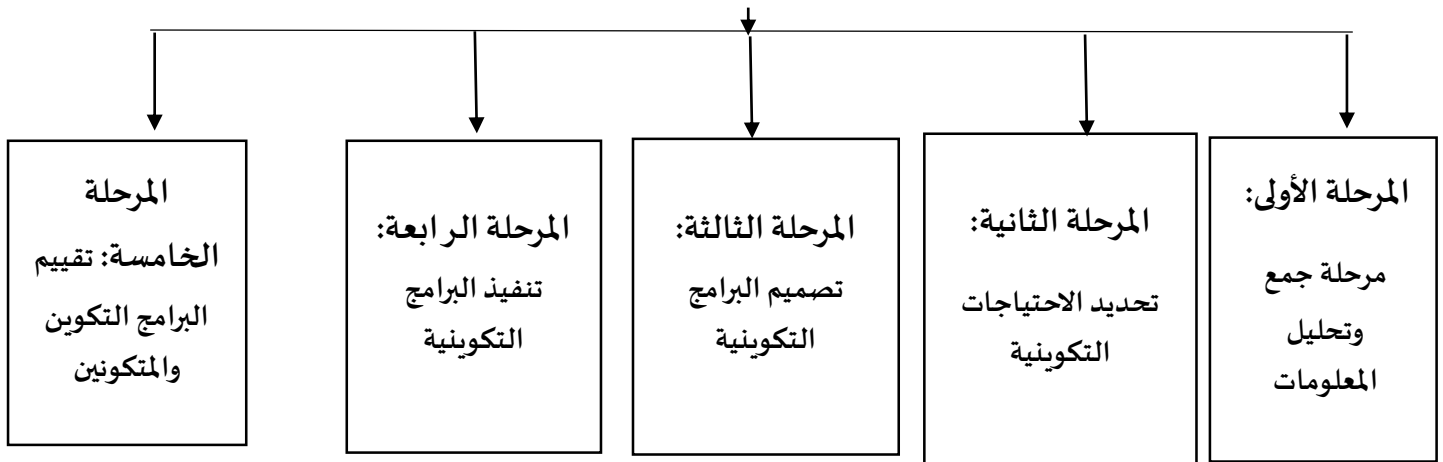 المرحلة الأولى:
مرحلة جمع
وتحليل
المعلومات
المرحلة الثانية:
تحديد الاحتياجات
التكوينية
المرحلة الثالثة:
تصميم البرامج
التكوينية
المرحلة الرابعة:
تنفيذ البرامج
التكوينية
المرحلة
الخامسة: تقييم
البرامج التكوين
والمتكونين